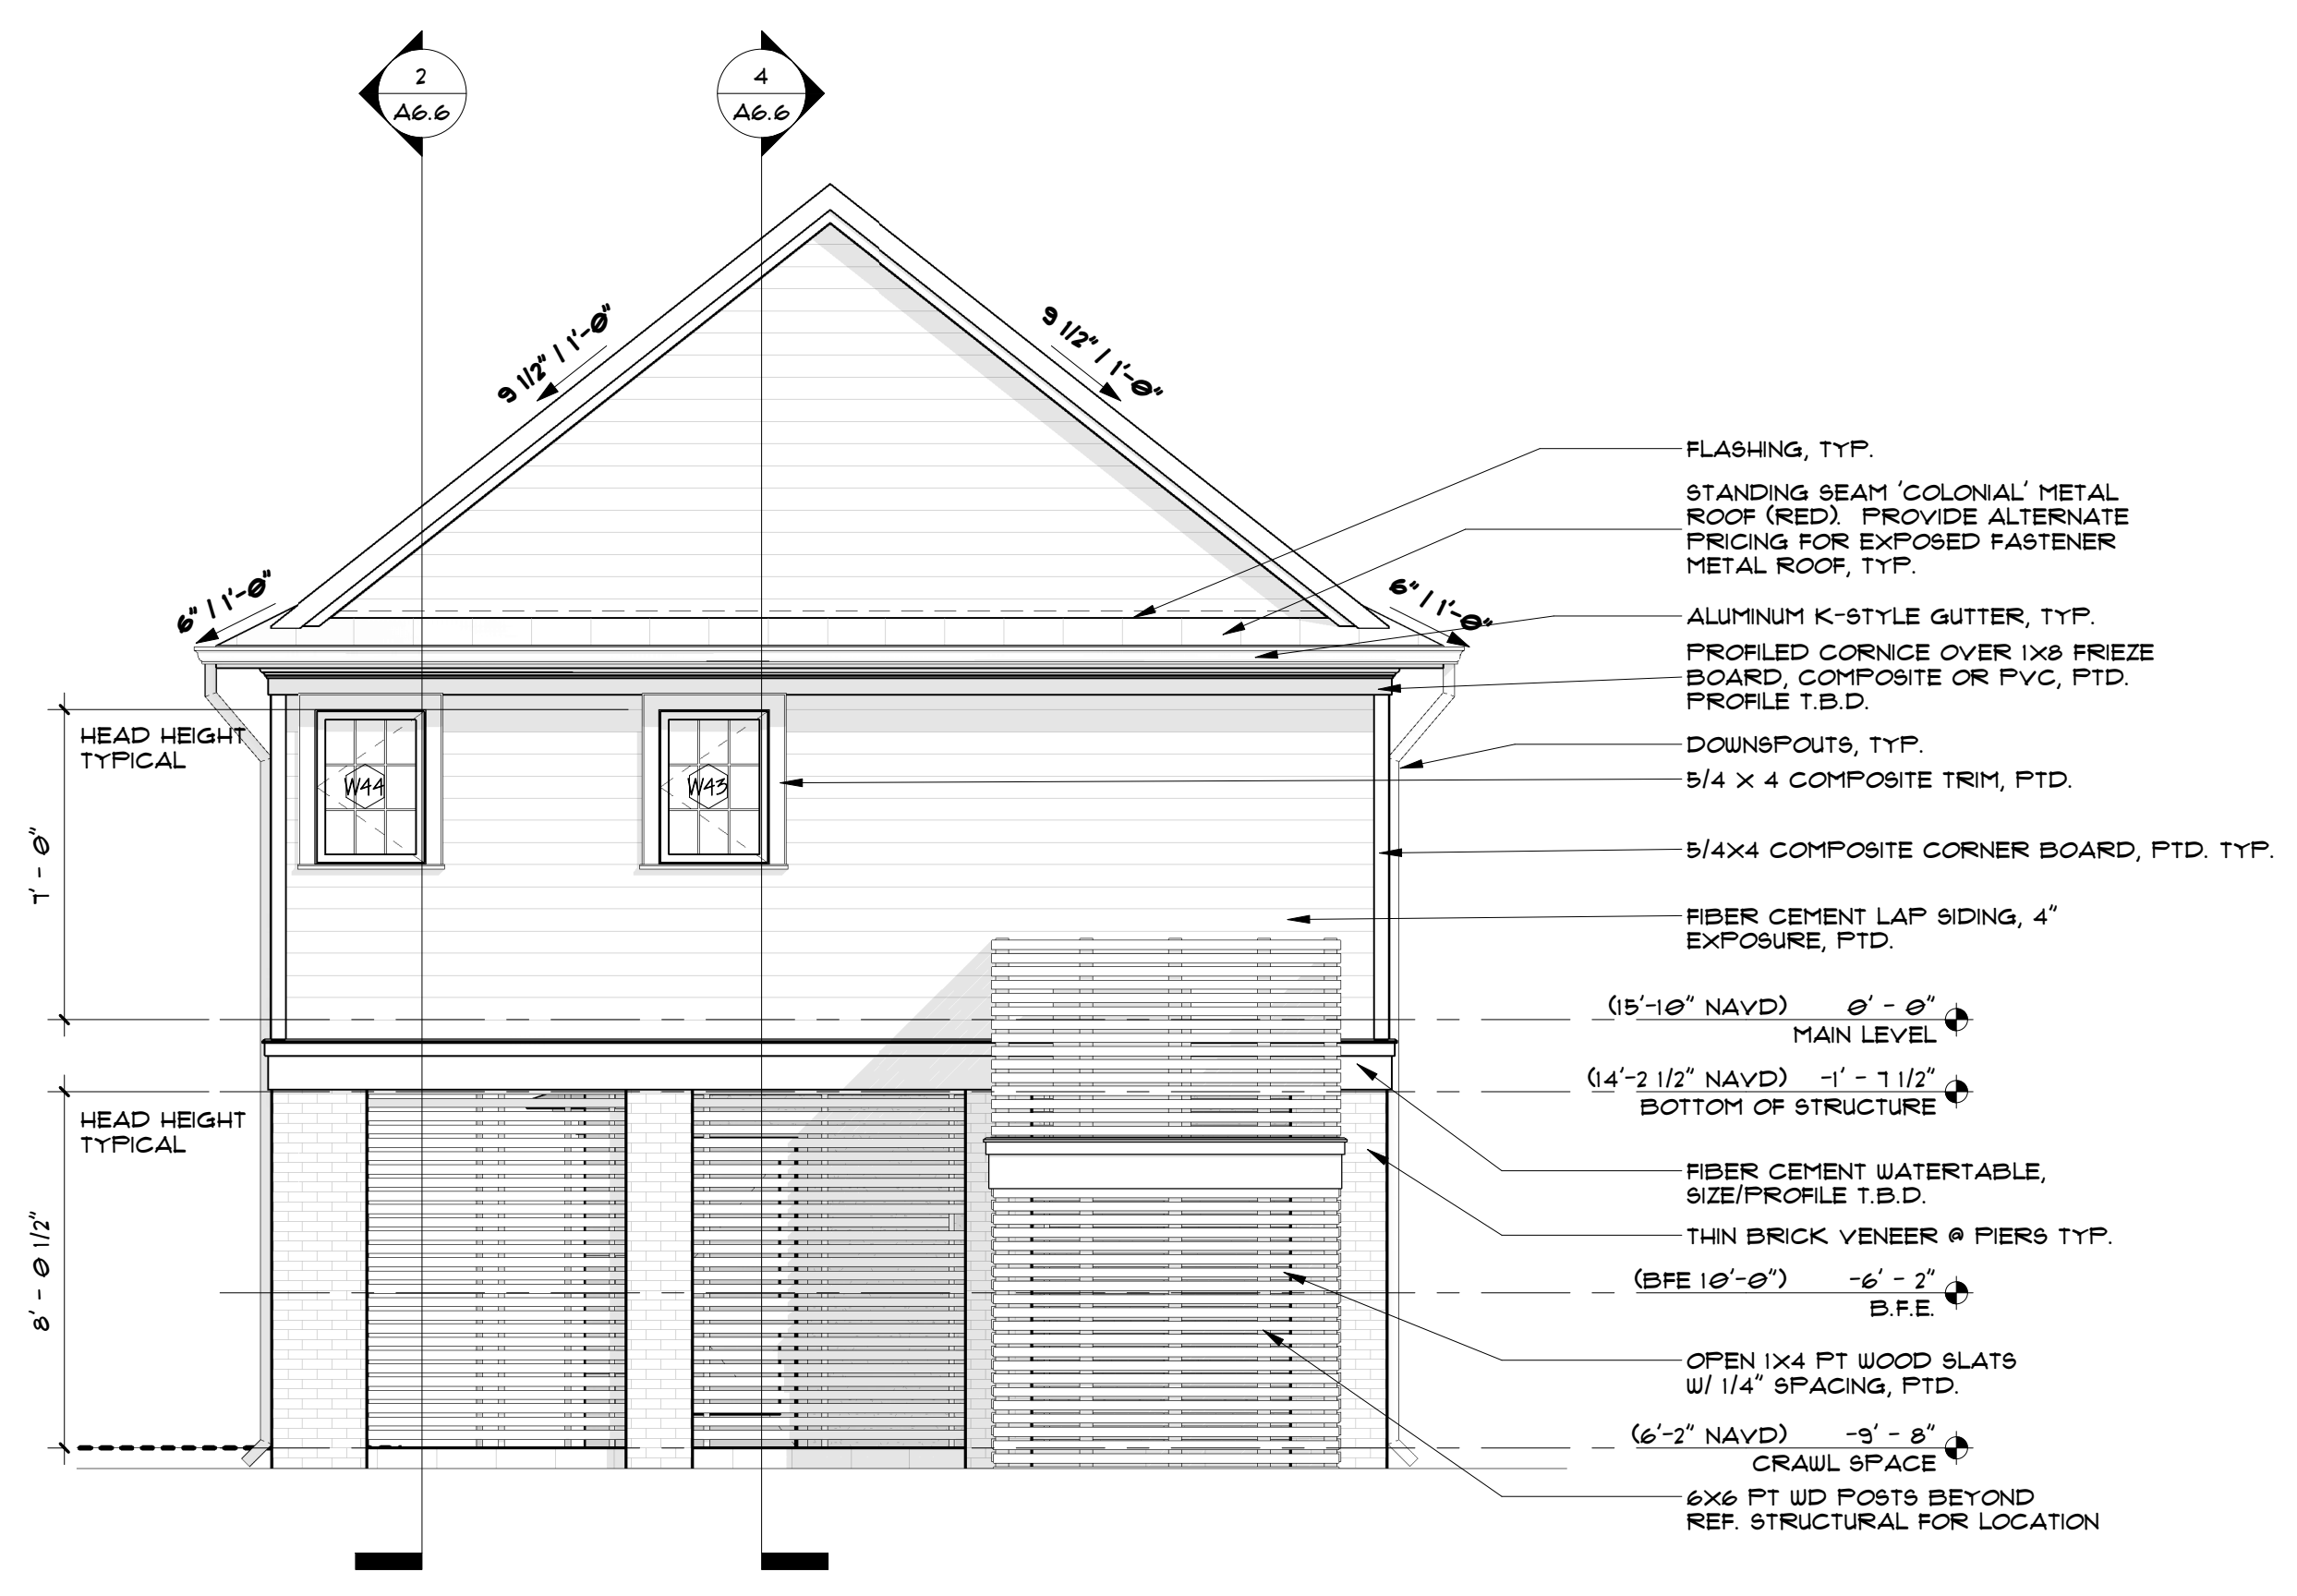 2
A6.6
4
A6.6
9 1/2" / 1'-0"
9 1/2" / 1'-0"
6" / 1'-0"
6" / 1'-0"
FLASHING, TYP.
STANDING SEAM 'COLONIAL' METAL
ROOF (RED).  PROVIDE ALTERNATE
PRICING FOR EXPOSED FASTENER
METAL ROOF, TYP.
ALUMINUM K-STYLE GUTTER, TYP.
PROFILED CORNICE OVER 1X8 FRIEZE
BOARD, COMPOSITE OR PVC, PTD.
PROFILE T.B.D.
DOWNSPOUTS, TYP.
5/4 X 4 COMPOSITE TRIM, PTD.
5/4X4 COMPOSITE CORNER BOARD, PTD. TYP.
FIBER CEMENT LAP SIDING, 4"
EXPOSURE, PTD.
HEAD HEIGHT
TYPICAL
7' - 0"
W44
W43
(15'-10" NAVD) 0' - 0"
MAIN LEVEL
(14'-2 1/2" NAVD) -1' - 7 1/2"
BOTTOM OF STRUCTURE
HEAD HEIGHT
TYPICAL
8' - 0 1/2"
FIBER CEMENT WATERTABLE,
SIZE/PROFILE T.B.D.
THIN BRICK VENEER @ PIERS TYP.
(BFE 10'-0") -6' - 2"
B.F.E.
OPEN 1X4 PT WOOD SLATS
W/ 1/4" SPACING, PTD.
(6'-2" NAVD) -9' - 8"
CRAWL SPACE
6X6 PT WD POSTS BEYOND
REF. STRUCTURAL FOR LOCATION